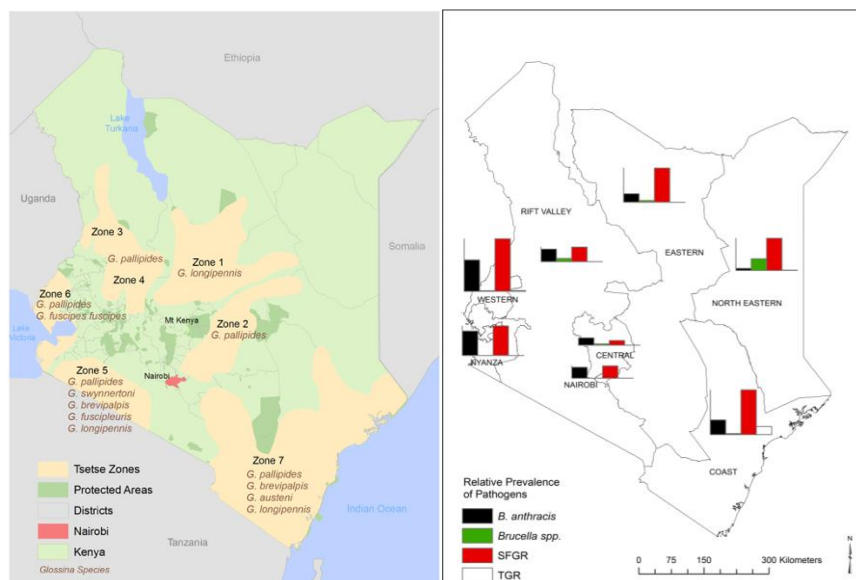 Ethiopia
Lake
Turkana
Uganda
Somalia
Zone 3
G. pallipides
Zone 4
Zone 1
G. longipennis
Zone 6
G. pallipides
G. fuscipes fuscipes
Lake
Victoria
Mt Kenya
Zone 2
G. pallipides
Nairobi
Zone 5
G. pallipides
G. swynnertoni
G. brevipalpis
G. fuscipleuris
G. longipennis
Zone 7
G. pallipides
G. brevipalpis
G. austeni
G. longipennis
Indian Ocean
Tanzania
Tsetse Zones
Protected Areas
Districts
Nairobi
Kenya
Glossina Species
RIFT VALLEY
EASTERN
WESTERN
NORTH EASTERN
NYANZA
CENTRAL
NAIROBI
COAST
Relative Prevalence
of Pathogens
B. anthracis
Brucella spp.
SFGR
TGR
0 75 150 300 Kilometers
N